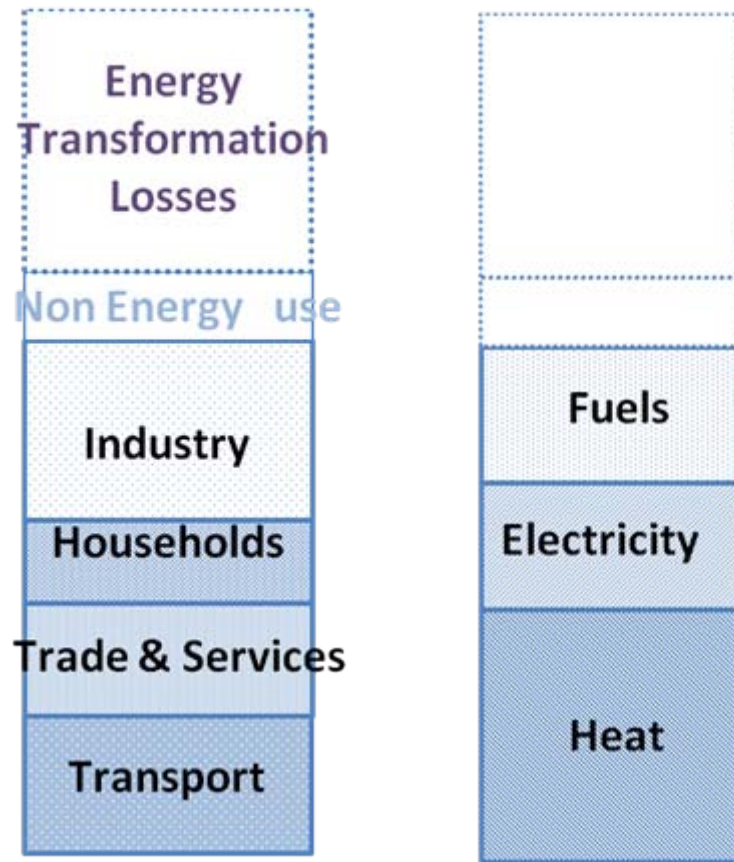 Energy
Transformation
Losses
Non Energy use
Industry
Households
Trade & Services
Transport
Fuels
Electricity
Heat